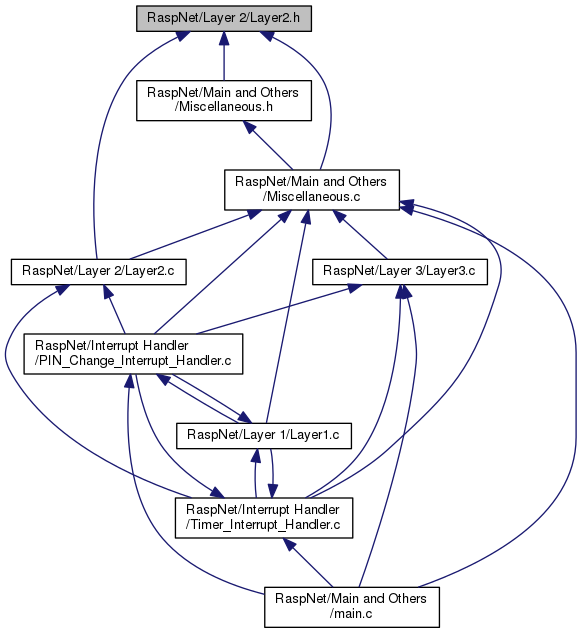 RaspNet/Layer 2/Layer2.h
RaspNet/Main and Others
/Miscellaneous.h
RaspNet/Main and Others
/Miscellaneous.c
RaspNet/Layer 2/Layer2.c
RaspNet/Layer 3/Layer3.c
RaspNet/Interrupt Handler
/PIN_Change_Interrupt_Handler.c
RaspNet/Layer 1/Layer1.c
RaspNet/Interrupt Handler
/Timer_Interrupt_Handler.c
RaspNet/Main and Others
/main.c